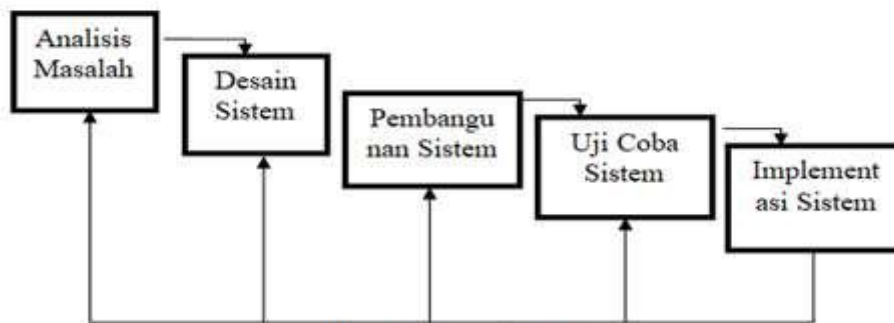 Analisis
Masalah
Desain
Sistem
Pembangu
nan Sistem
Uji Coba
Sistem
Implement
asi Sistem